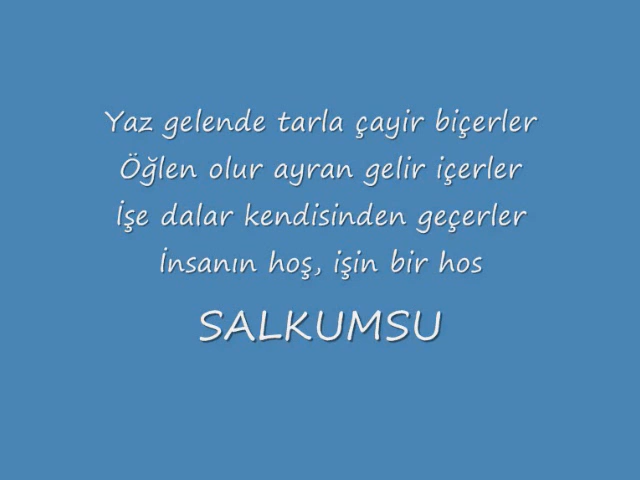 Yaz gelende tarla çayir biçerler
Öğlen olur ayran gelir içerler
İşe dalar kendisinden geçerler
İnsanın hoş, işin bir hos
SALKUMSU